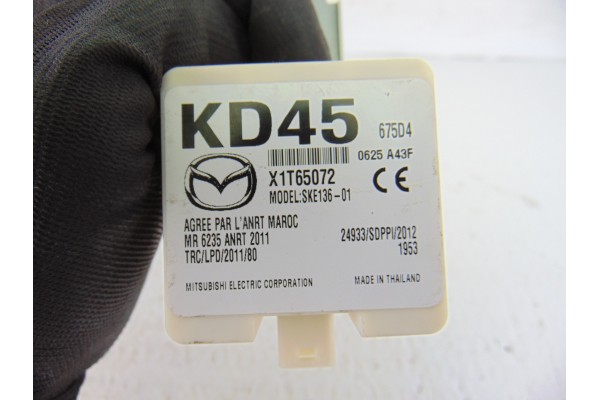 KD45 675D4
0625 A43F
X1T65072 CE
MODEL:SKE136-01
AGREE PAR L'ANRT MAROC
MR 6235 ANRT 2011 24933/SDPPI/2012
TRC/LPD/2011/80 1953
MITSUBISHI ELECTRIC CORPORATION MADE IN THAILAND